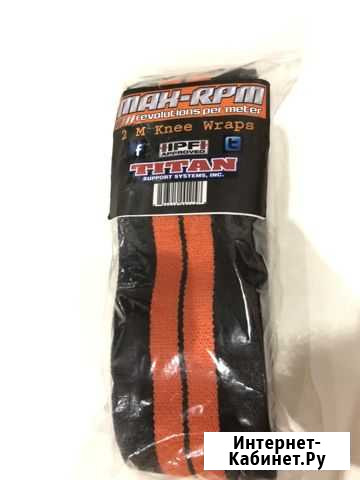 MAX-RPM
revolutions per meter
2 M Knee Wraps
f IPF t
APPROVED
TITAN
SUPPORT SYSTEMS, INC.
Интернет-
Кабинет.Ру